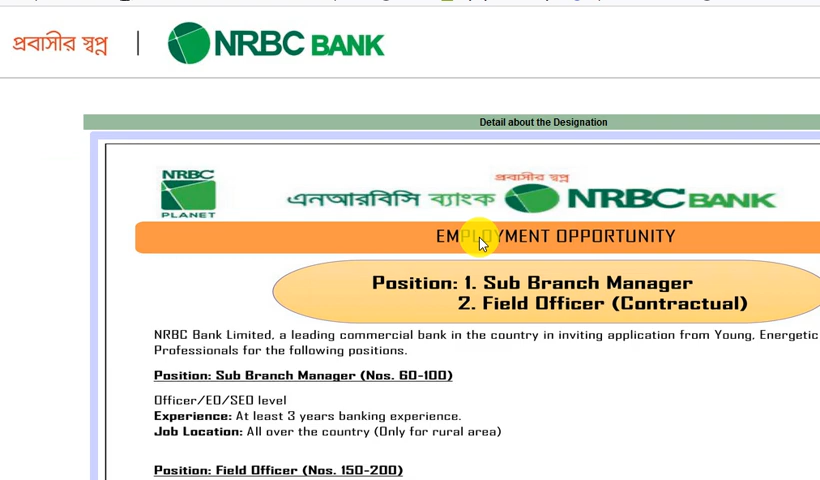 প্রবাসীর স্বপ্ন | NRBC BANK
Detail about the Designation
প্রবাসীর স্বপ্ন
NRBC PLANET
এনআরবিসি ব্যাংক NRBC BANK
EMPLOYMENT OPPORTUNITY
Position: 1. Sub Branch Manager
2. Field Officer (Contractual)
NRBC Bank Limited, a leading commercial bank in the country in inviting application from Young, Energetic
Professionals for the following positions.
Position: Sub Branch Manager (Nos. 60-100)
Officer/EO/SEO level
Experience: At least 3 years banking experience.
Job Location: All over the country (Only for rural area)
Position: Field Officer (Nos. 150-200)